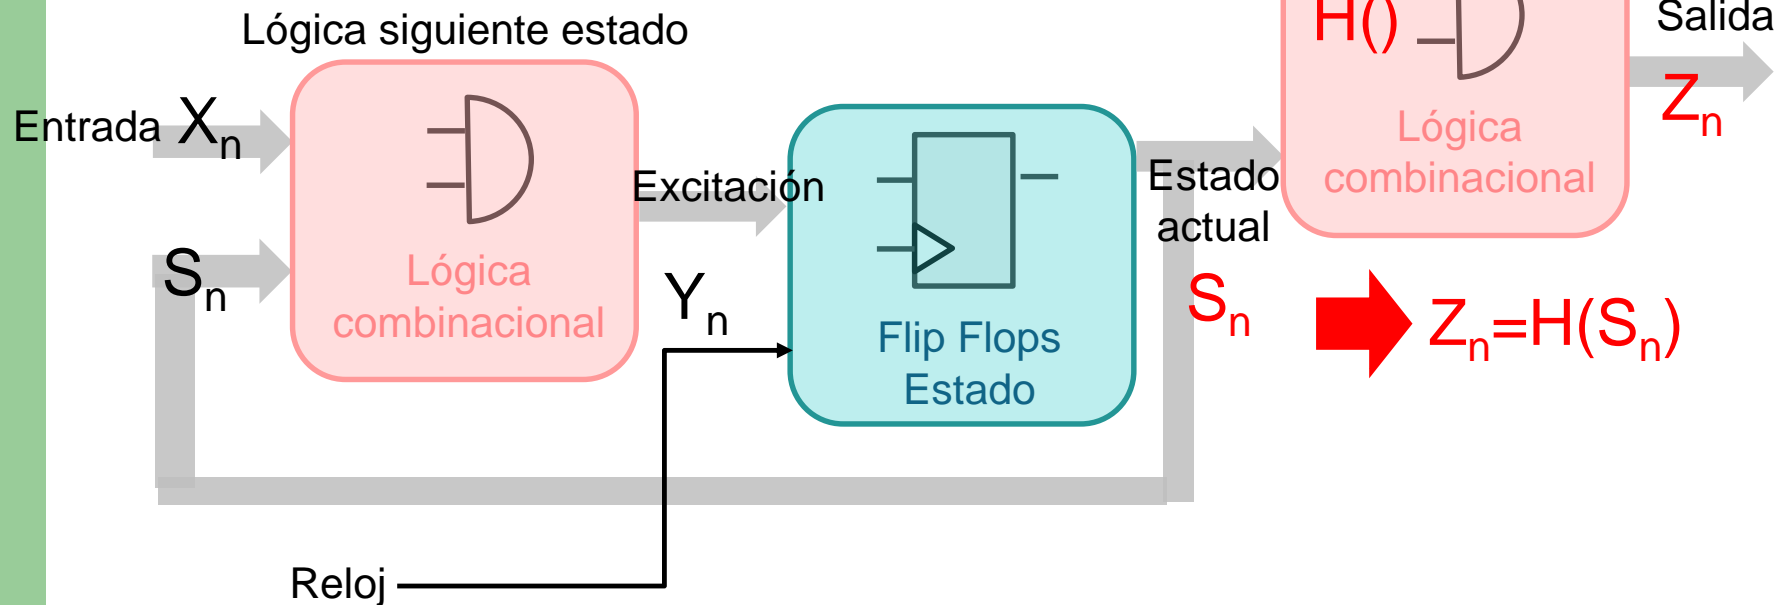 Lógica siguiente estado
H()
Salida
Entrada Xn
Zn
Lógica
combinacional
Excitación
Estado
actual
Sn
Lógica
combinacional
Yn
Sn
Zn=H(Sn)
Flip Flops
Estado
Reloj